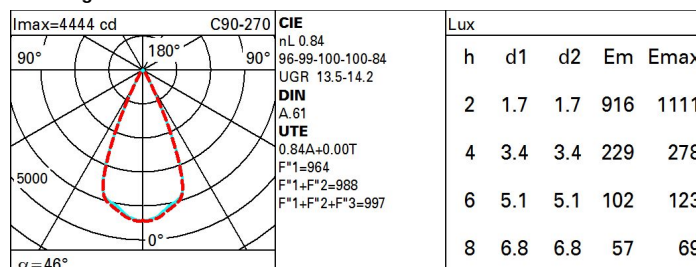 Imax=4444 cd C90-270
90° 180° 90°
5000
0°
α=46°
CIE
nL 0.84
96-99-100-100-84
UGR 13.5-14.2
DIN
A.61
UTE
0.84A+0.00T
F"1=964
F"1+F"2=988
F"1+F"2+F"3=997
Lux
h d1 d2 Em Emax
2 1.7 1.7 916 1111
4 3.4 3.4 229 278
6 5.1 5.1 102 123
8 6.8 6.8 57 69